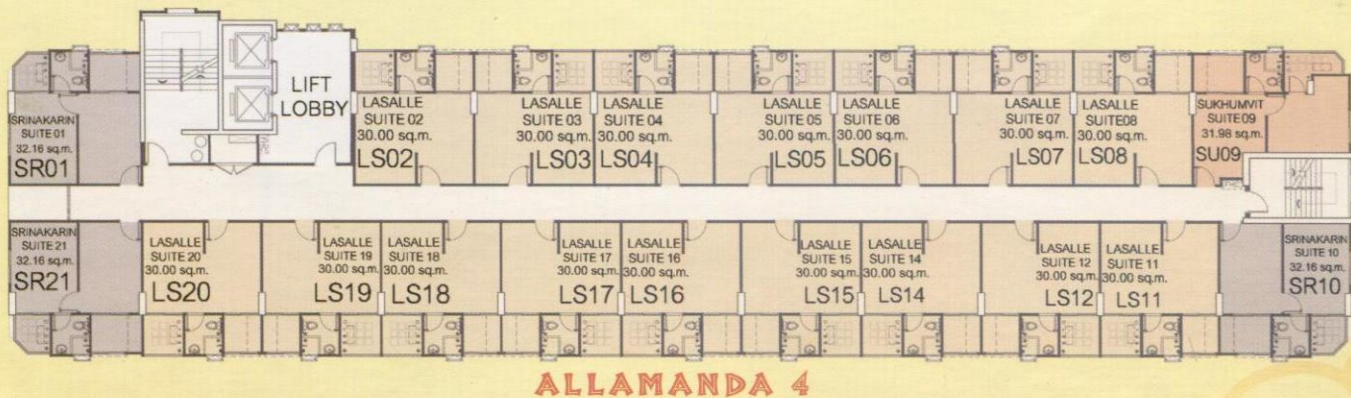 LIFT
LOBBY
SRINAKARIN
SUITE 01
32.16 sq.m.
SR01
LASALLE
SUITE 02
30.00 sq.m.
LS02
LASALLE
SUITE 03
30.00 sq.m.
LS03
LASALLE
SUITE 04
30.00 sq.m.
LS04
LASALLE
SUITE 05
30.00 sq.m.
LS05
LASALLE
SUITE 06
30.00 sq.m.
LS06
LASALLE
SUITE 07
30.00 sq.m.
LS07
LASALLE
SUITE08
30.00 sq.m.
LS08
SUKHUMVIT
SUITE 09
31.98 sq.m.
SU09
SRINAKARIN
SUITE 21
32.16 sq.m.
SR21
LASALLE
SUITE 20
30.00 sq.m.
LS20
LASALLE
SUITE 19
30.00 sq.m.
LS19
LASALLE
SUITE 18
30.00 sq.m.
LS18
LASALLE
SUITE 17
30.00 sq.m.
LS17
LASALLE
SUITE 16
30.00 sq.m.
LS16
LASALLE
SUITE 15
30.00 sq.m.
LS15
LASALLE
SUITE 14
30.00 sq.m.
LS14
LASALLE
SUITE 12
30.00 sq.m.
LS12
LASALLE
SUITE 11
30.00 sq.m.
LS11
SRINAKARIN
SUITE 10
32.16 sq.m.
SR10
ALLAMANDA 4